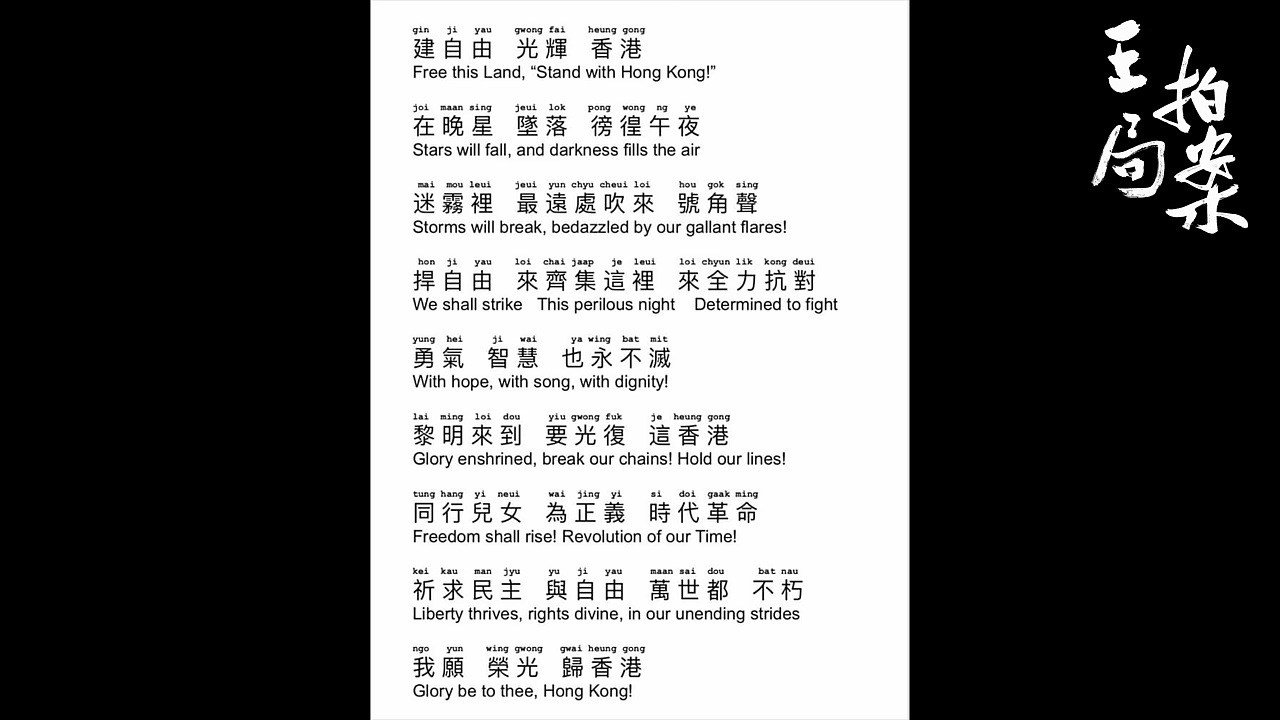 gin ji yau gwong fai heung gong
建自由 光輝 香港
Free this Land, “Stand with Hong Kong!”
joi maan sing jeui lok pong wong ng ye
在晚星 墜落 徬徨午夜
Stars will fall, and darkness fills the air
mai mou leui jeui yun chyu cheui loi hou gok sing
迷霧裡 最遠處吹來 號角聲
Storms will break, bedazzled by our gallant flares!
hon ji yau loi chai jaap je leui loi chyun lik kong deui
捍自由 來齊集這裡 來全力抗對
We shall strike This perilous night Determined to fight
yung hei ji wai ya wing bat mit
勇氣 智慧 也永不滅
With hope, with song, with dignity!
lai ming loi dou yiu gwong fuk je heung gong
黎明來到 要光復 這香港
Glory enshrined, break our chains! Hold our lines!
tung hang yi neui wai jing yi si doi gaak ming
同行兒女 為正義 時代革命
Freedom shall rise! Revolution of our Time!
kei kau man jyu yu ji yau maan sai dou bat nau
祈求民主 與自由 萬世都 不朽
Liberty thrives, rights divine, in our unending strides
ngo yun wing gwong gwai heung gong
我願 榮光 歸香港
Glory be to thee, Hong Kong!
王局
拍案